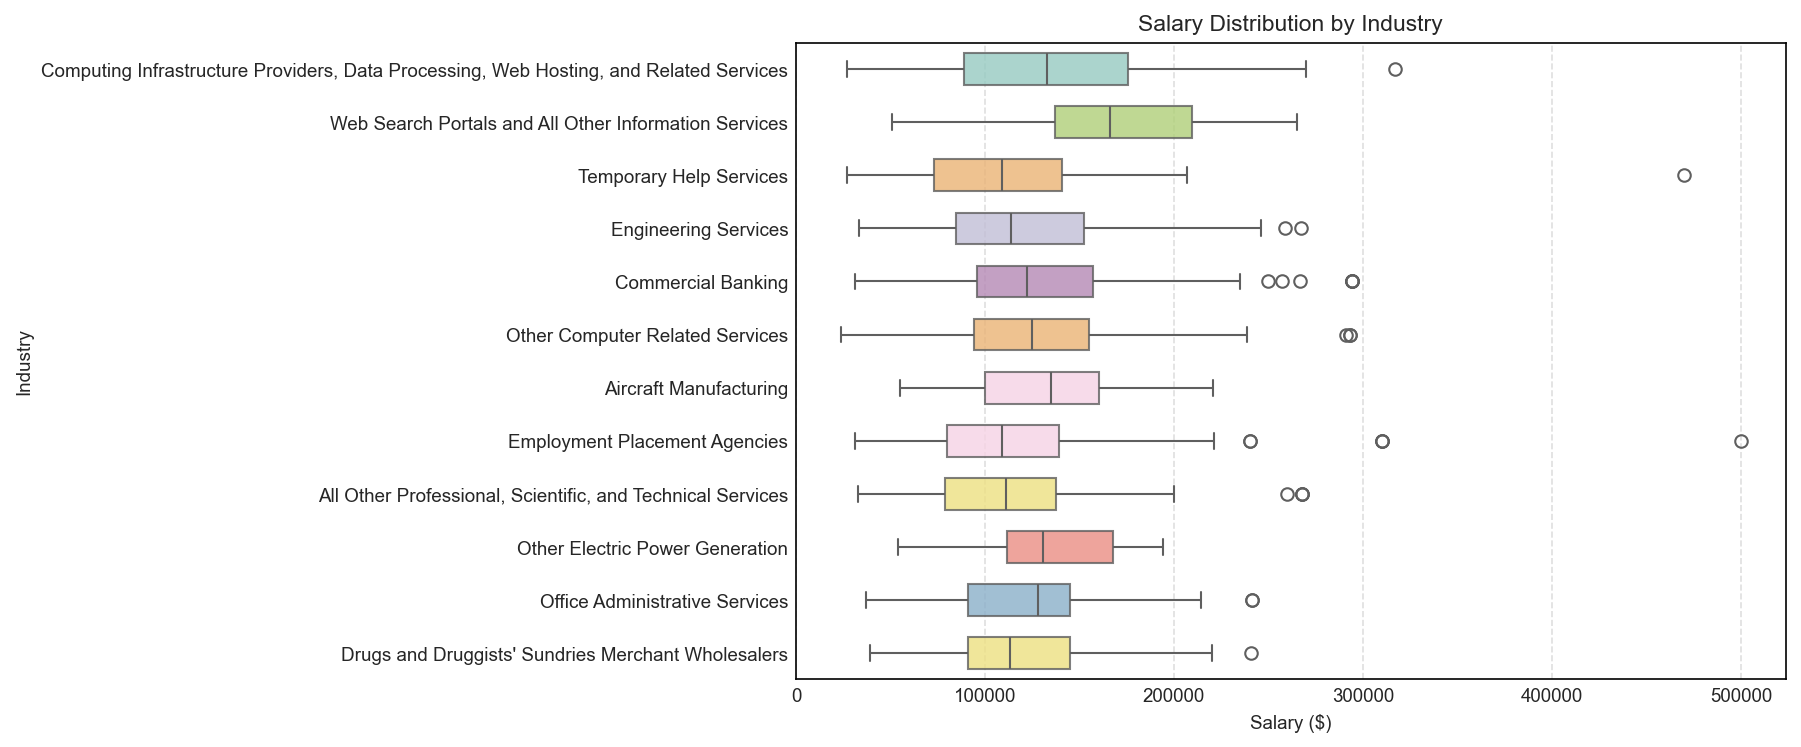 Salary Distribution by Industry
Computing Infrastructure Providers, Data Processing, Web Hosting, and Related Services
Web Search Portals and All Other Information Services
Temporary Help Services
Engineering Services
Commercial Banking
Other Computer Related Services
Aircraft Manufacturing
Employment Placement Agencies
All Other Professional, Scientific, and Technical Services
Other Electric Power Generation
Office Administrative Services
Drugs and Druggists' Sundries Merchant Wholesalers
Industry
0 100000 200000 300000 400000 500000
Salary ($)